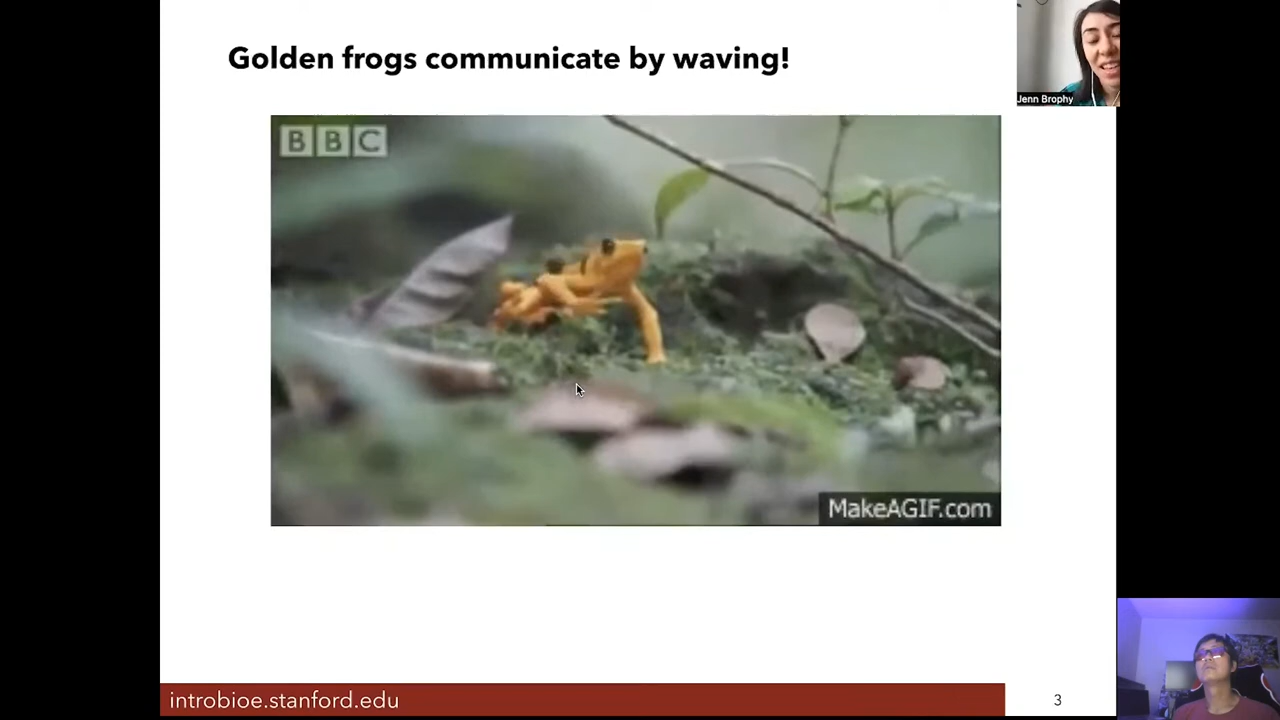 Golden frogs communicate by waving!
Jenn Brophy
BBC
MakeAGIF.com
introbioe.stanford.edu
3